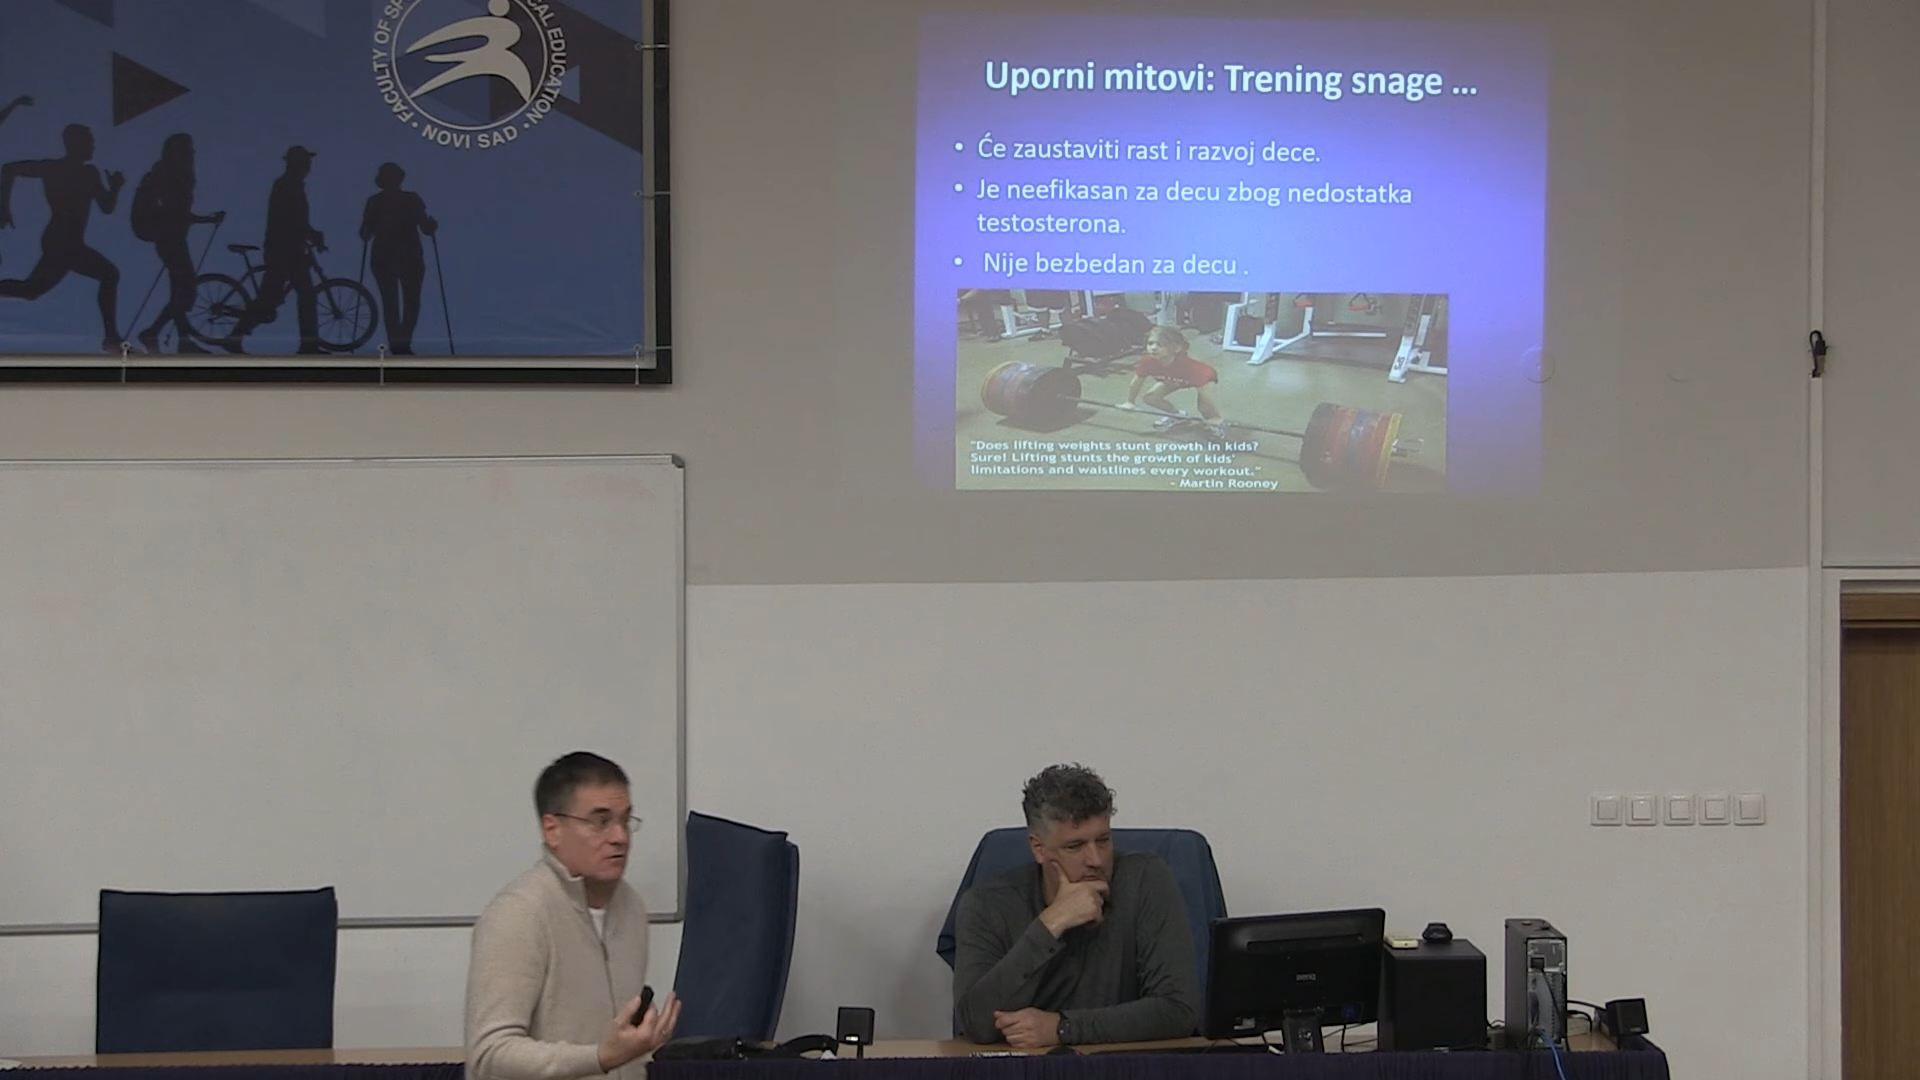 FACULTY OF SP
CAL EDUCATION
• NOVI SAD •
Uporni mitovi: Trening snage ...
• Će zaustaviti rast i razvoj dece.
• Je neefikasan za decu zbog nedostatka
testosterona.
• Nije bezbedan za decu .
"Does lifting weights stunt growth in kids?
Sure! Lifting stunts the growth of kids'
limitations and waistlines every workout."
- Martin Rooney